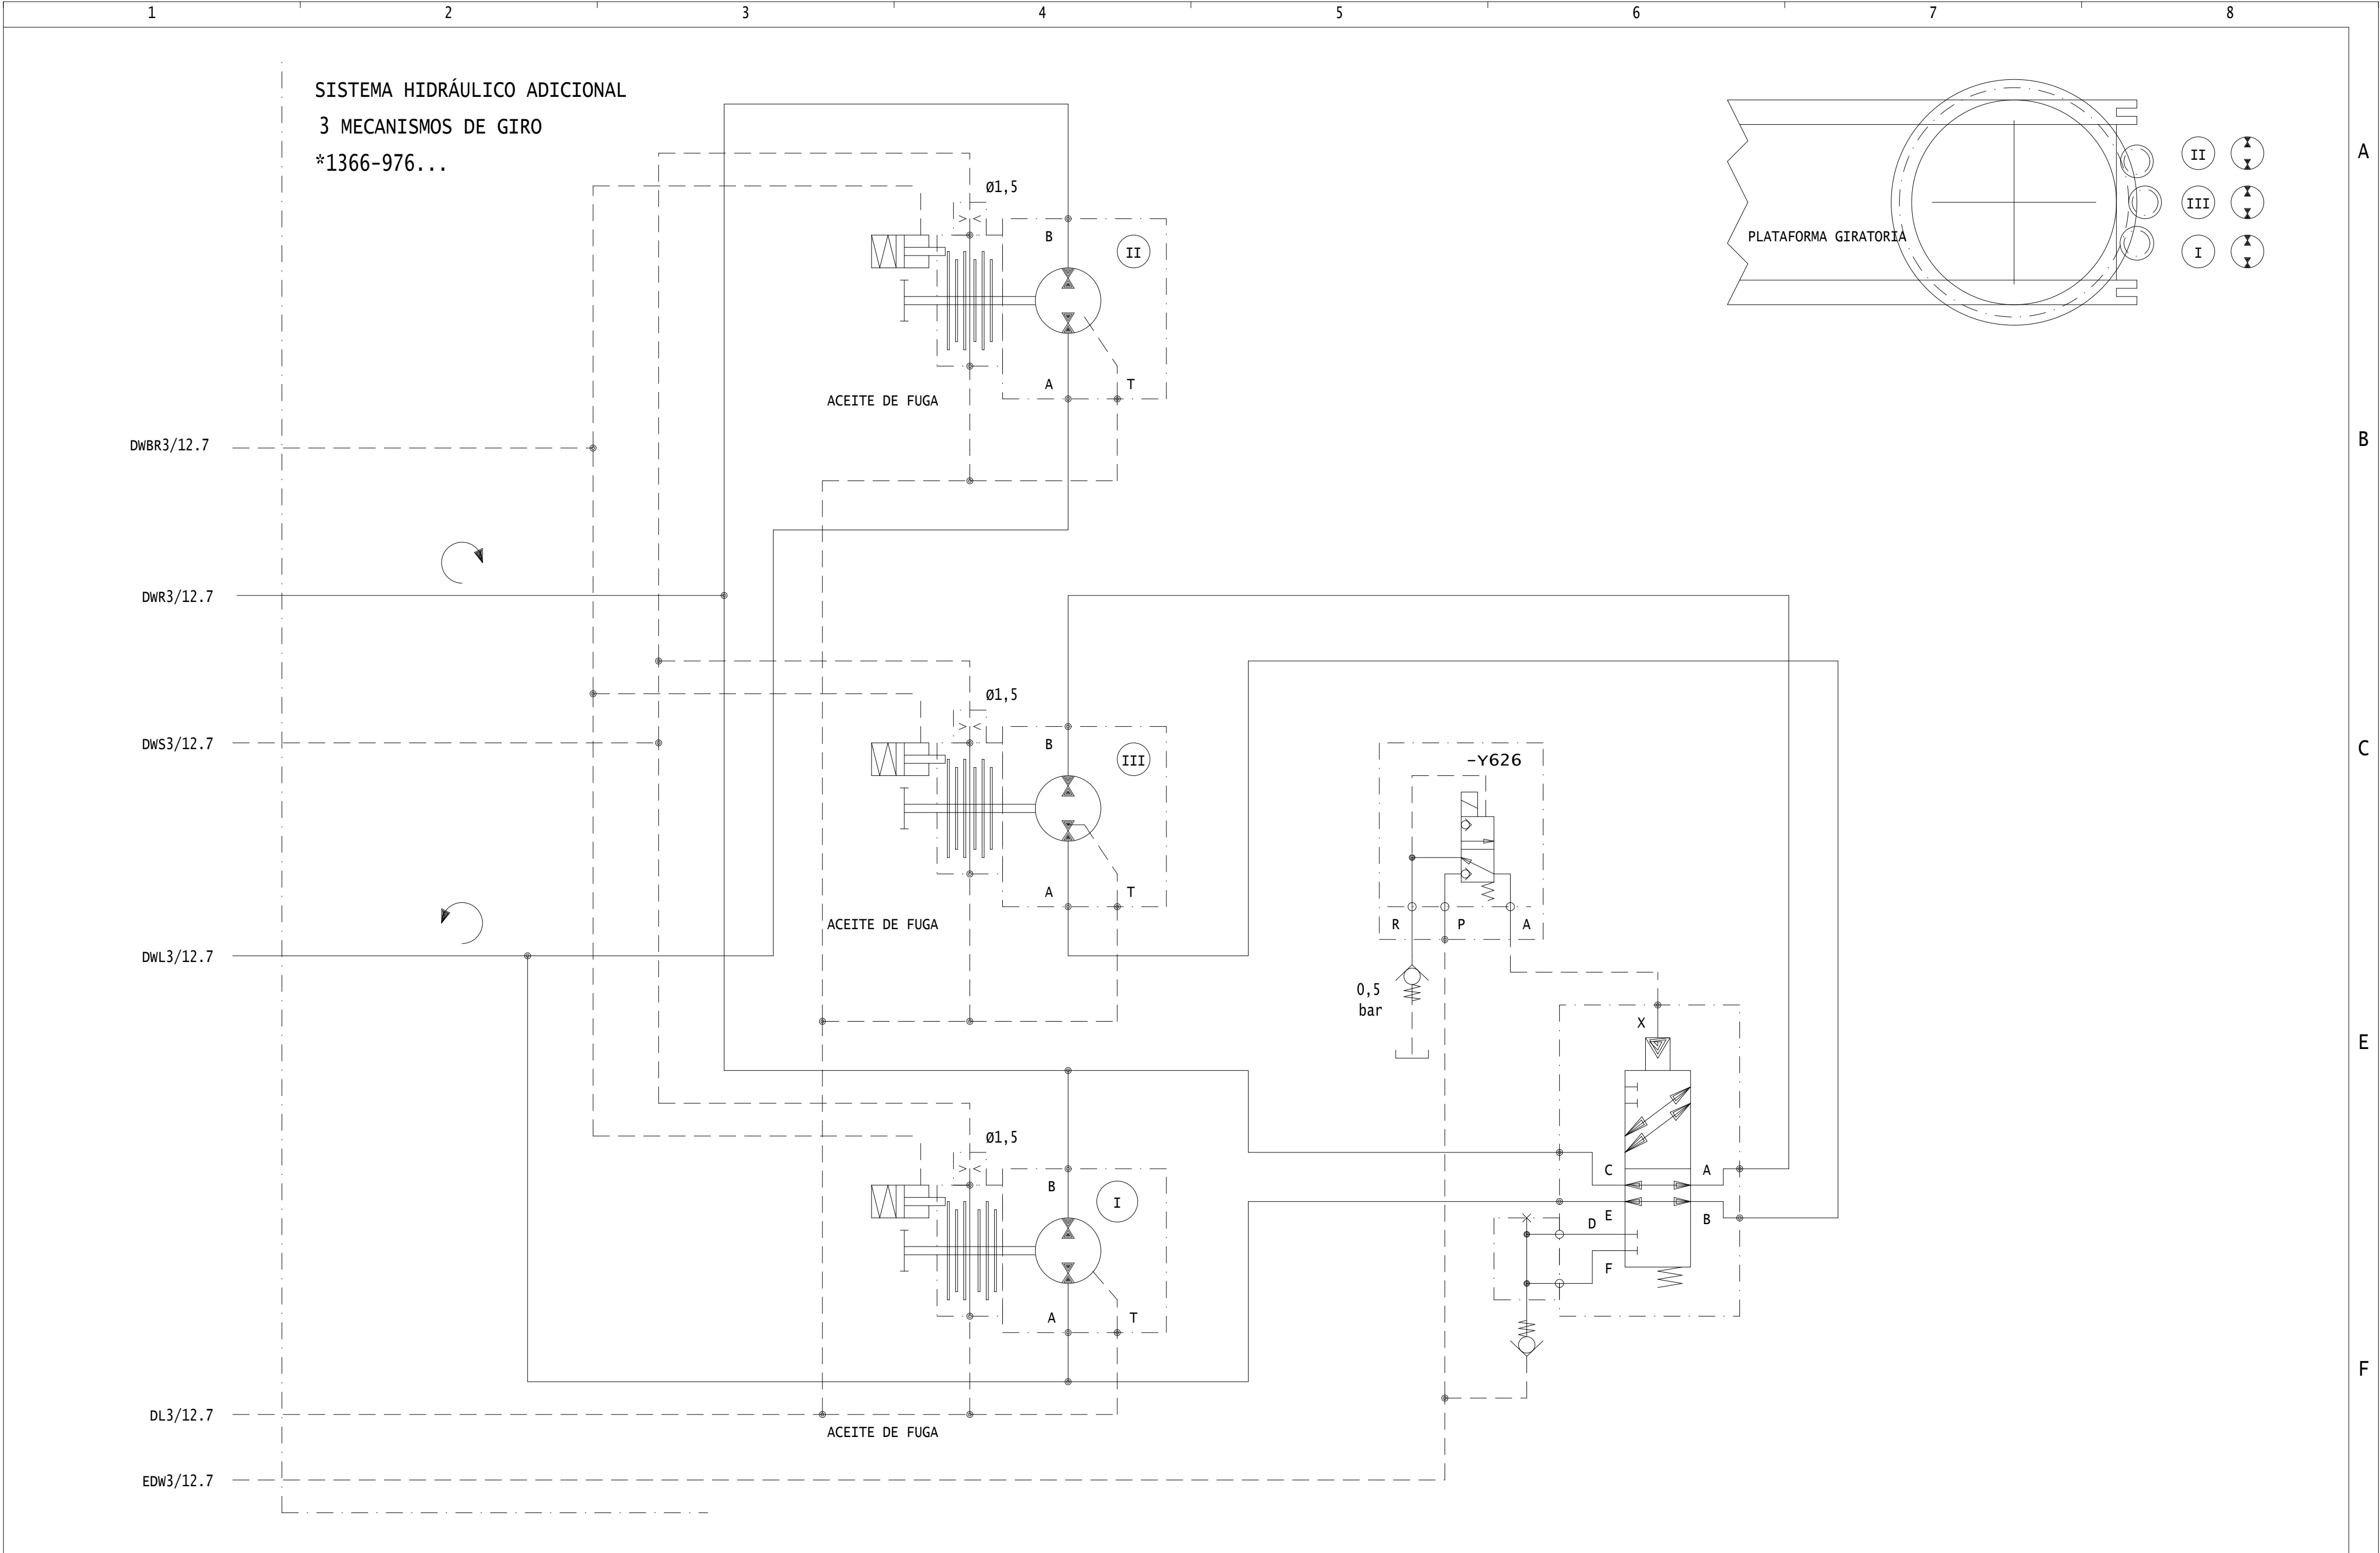 1 2 3 4 5 6 7 8
SISTEMA HIDRÁULICO ADICIONAL
3 MECANISMOS DE GIRO
*1366-976...
A
II
III
I
PLATAFORMA GIRATORIA
Ø1,5
B
II
A
T
ACEITE DE FUGA
B
DWBR3/12.7
DWR3/12.7
Ø1,5
B
III
A
T
ACEITE DE FUGA
DWS3/12.7
C
-Y626
R
P
A
DWL3/12.7
0,5
bar
E
X
Ø1,5
B
I
A
T
C
A
E
D
B
F
F
DL3/12.7
ACEITE DE FUGA
EDW3/12.7